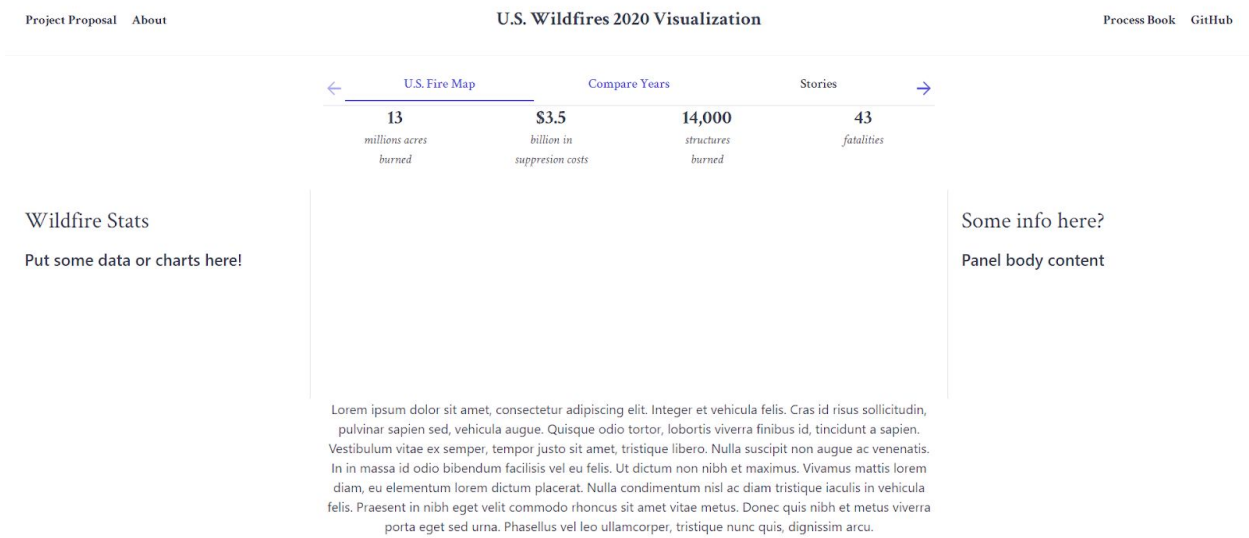 Project Proposal About U.S. Wildfires 2020 Visualization Process Book GitHub
← U.S. Fire Map Compare Years Stories →
13 $3.5 14,000 43
millions acres billion in structures fatalities
burned suppresion costs burned
Wildfire Stats
Put some data or charts here!
Some info here?
Panel body content
Lorem ipsum dolor sit amet, consectetur adipiscing elit. Integer et vehicula felis. Cras id risus sollicitudin,
pulvinar sapien sed, vehicula augue. Quisque odio tortor, lobortis viverra finibus id, tincidunt a sapien.
Vestibulum vitae ex semper, tempor justo sit amet, tristique libero. Nulla suscipit non augue ac venenatis.
In in massa id odio bibendum facilisis vel eu felis. Ut dictum non nibh et maximus. Vivamus mattis lorem
diam, eu elementum lorem dictum placerat. Nulla condimentum nisl ac diam tristique iaculis in vehicula
felis. Praesent in nibh eget velit commodo rhoncus sit amet vitae metus. Donec quis nibh et metus viverra
porta eget sed urna. Phasellus vel leo ullamcorper, tristique nunc quis, dignissim arcu.